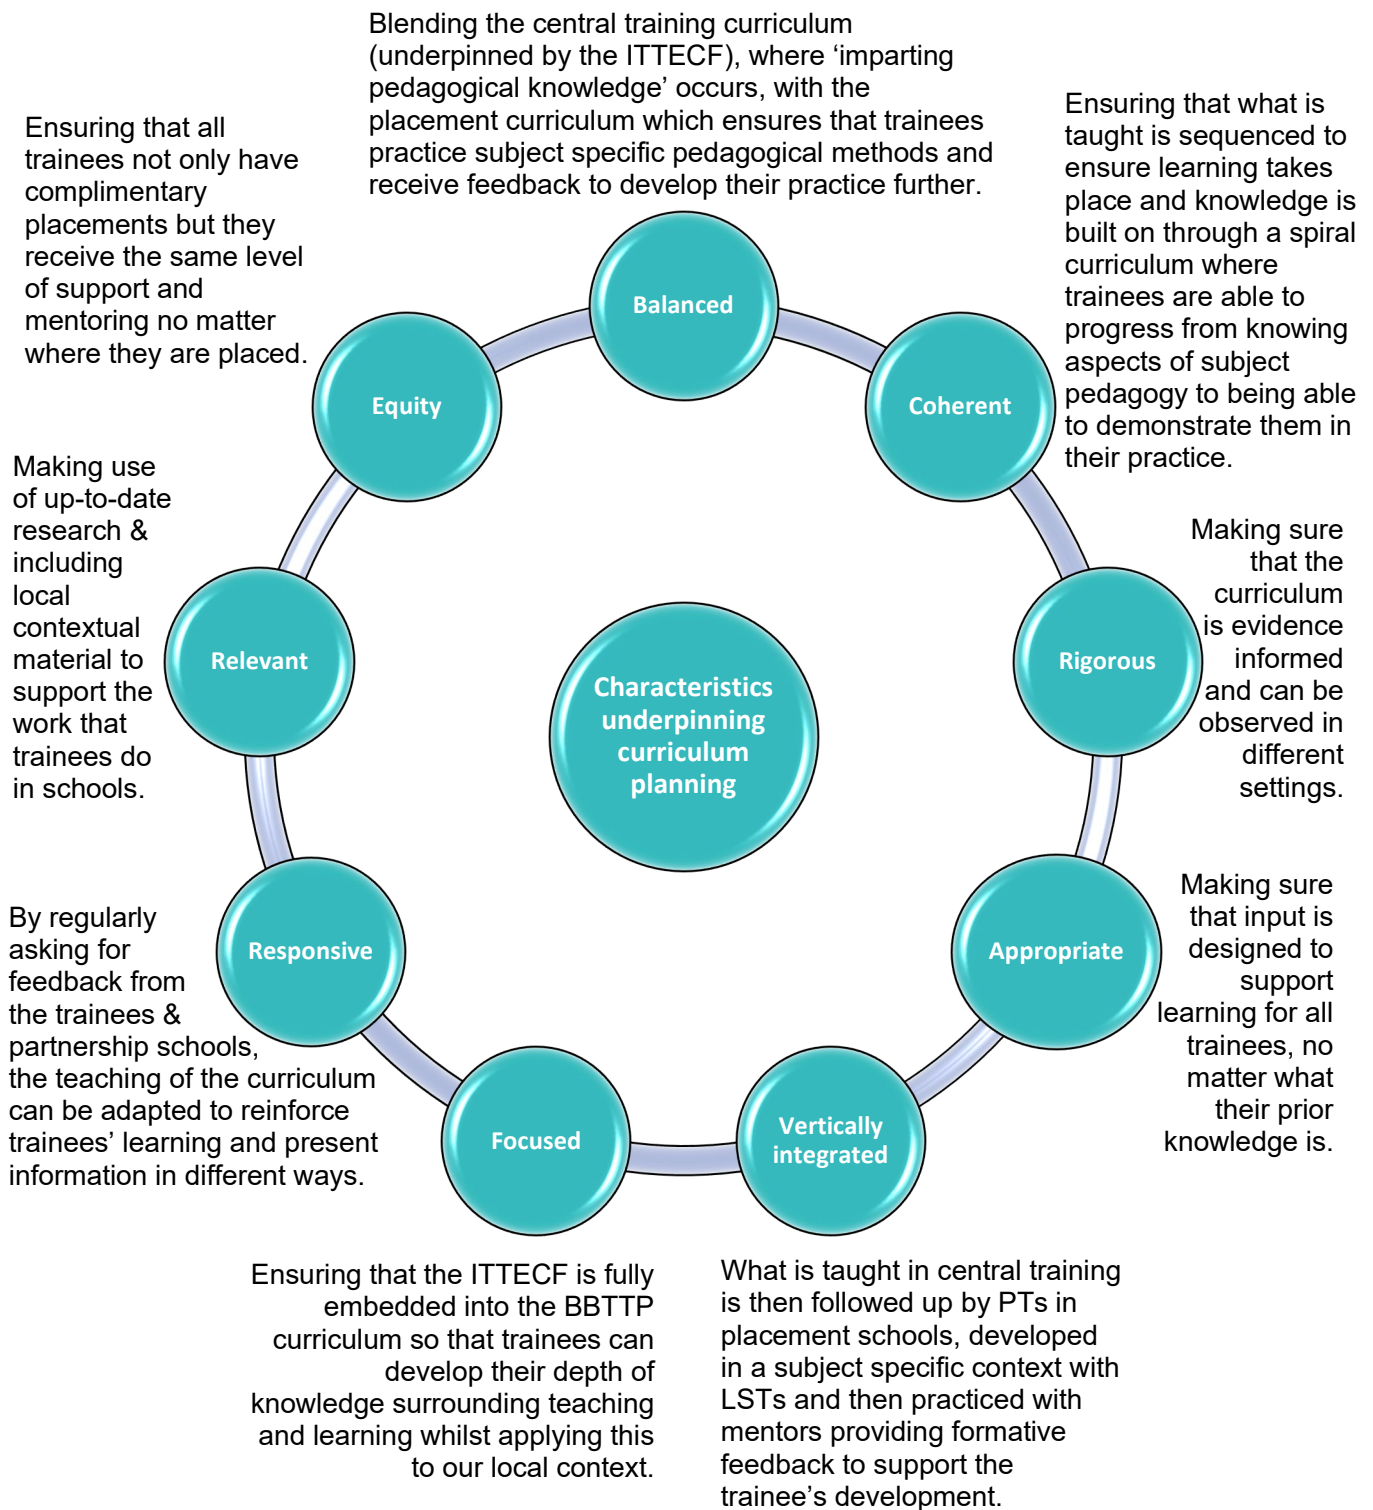 Blending the central training curriculum
(underpinned by the ITTECF), where ‘imparting
pedagogical knowledge’ occurs, with the
placement curriculum which ensures that trainees
practice subject specific pedagogical methods and
receive feedback to develop their practice further.
Balanced
Ensuring that what is
taught is sequenced to
ensure learning takes
place and knowledge is
built on through a spiral
curriculum where
trainees are able to
progress from knowing
aspects of subject
pedagogy to being able
to demonstrate them in
their practice.
Coherent
Making sure
that the
curriculum
is evidence
informed
and can be
observed in
different
settings.
Rigorous
Making sure
that input is
designed to
support
learning for all
trainees, no
matter what
their prior
knowledge is.
Appropriate
Vertically
integrated
What is taught in central training
is then followed up by PTs in
placement schools, developed
in a subject specific context with
LSTs and then practiced with
mentors providing formative
feedback to support the
trainee’s development.
Focused
Ensuring that the ITTECF is fully
embedded into the BBTTP
curriculum so that trainees can
develop their depth of
knowledge surrounding teaching
and learning whilst applying this
to our local context.
Responsive
By regularly
asking for
feedback from
the trainees &
partnership schools,
the teaching of the curriculum
can be adapted to reinforce
trainees’ learning and present
information in different ways.
Relevant
Making use
of up-to-date
research &
including
local
contextual
material to
support the
work that
trainees do
in schools.
Equity
Ensuring that all
trainees not only have
complimentary
placements but they
receive the same level
of support and
mentoring no matter
where they are placed.
Characteristics
underpinning
curriculum
planning